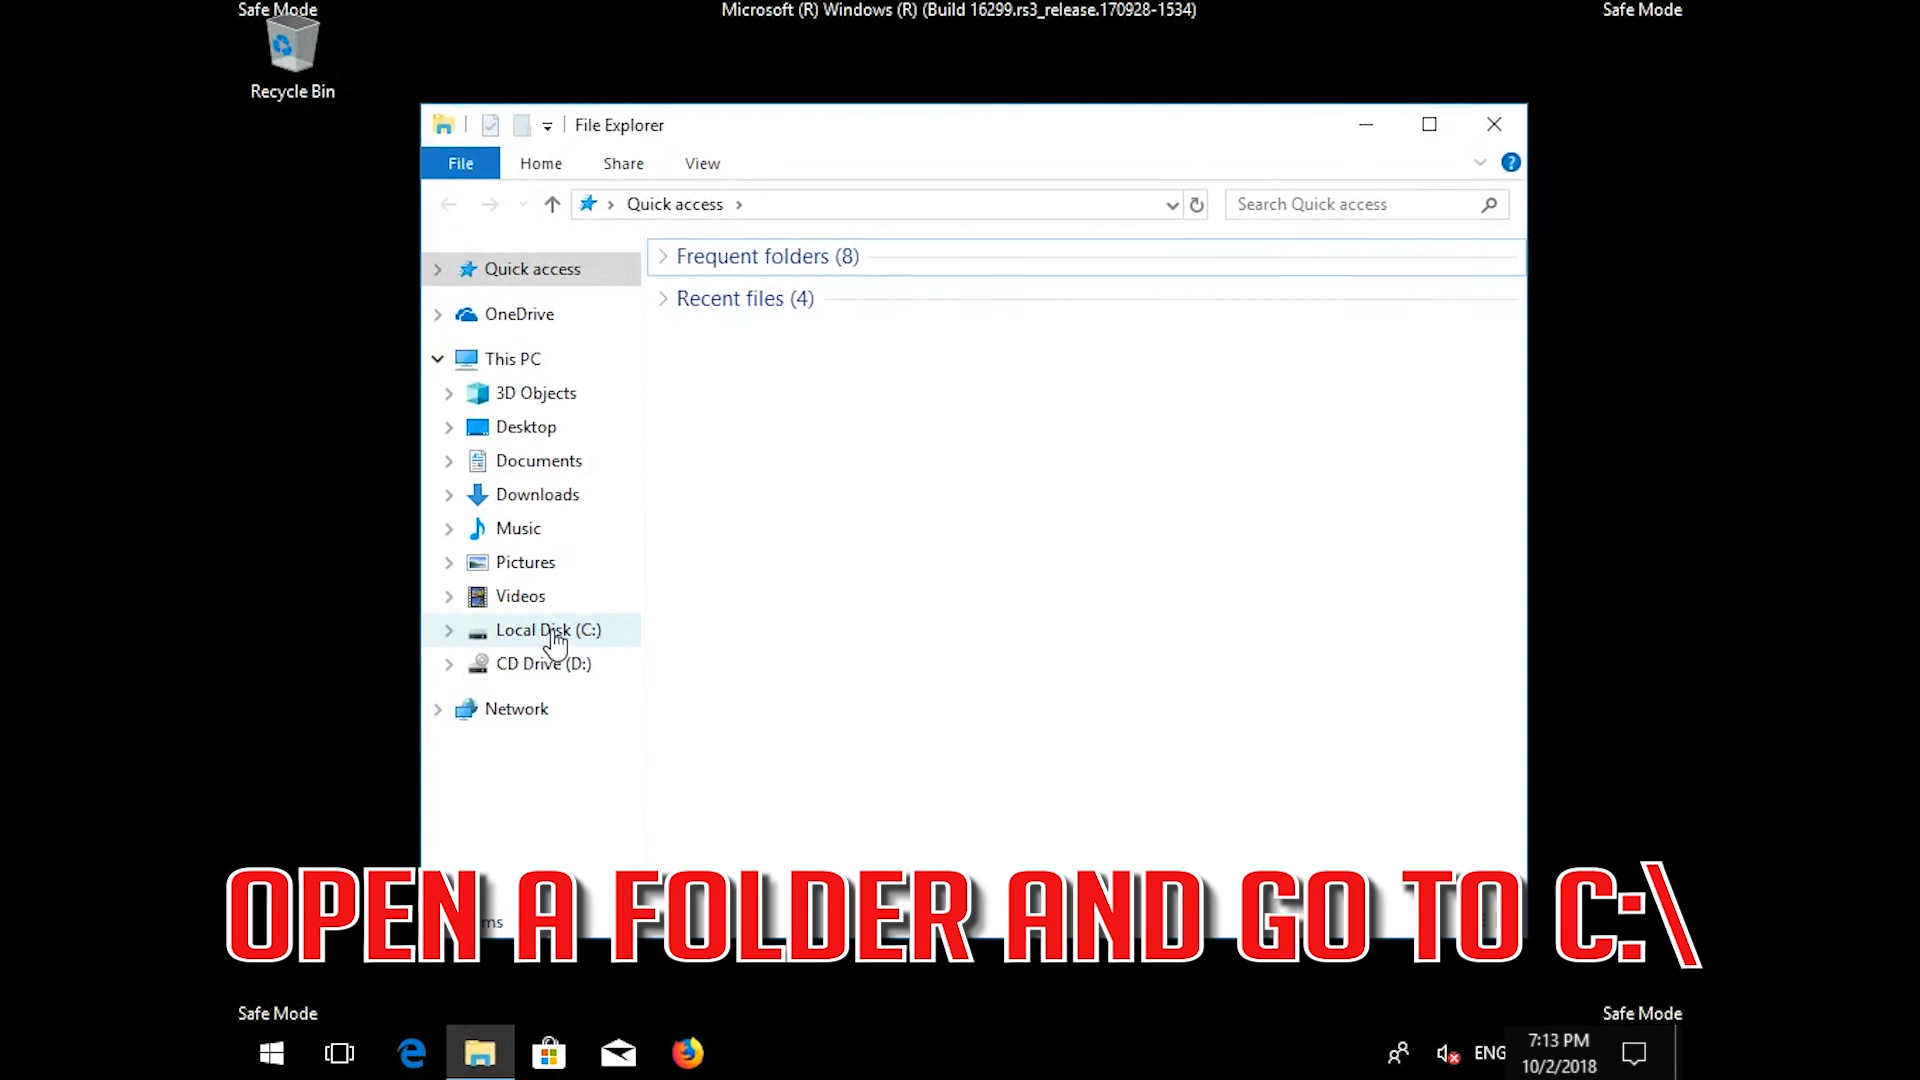 Safe Mode
Microsoft (R) Windows (R) (Build 16299.rs3_release.170928-1534)
Safe Mode
Recycle Bin
File Explorer
File
Home
Share
View
Quick access
Search Quick access
Quick access
Frequent folders (8)
Recent files (4)
OneDrive
This PC
3D Objects
Desktop
Documents
Downloads
Music
Pictures
Videos
Local Disk (C:)
CD Drive (D:)
Network
OPEN A FOLDER AND GO TO C:\
Safe Mode
Safe Mode
ENG
7:13 PM
10/2/2018